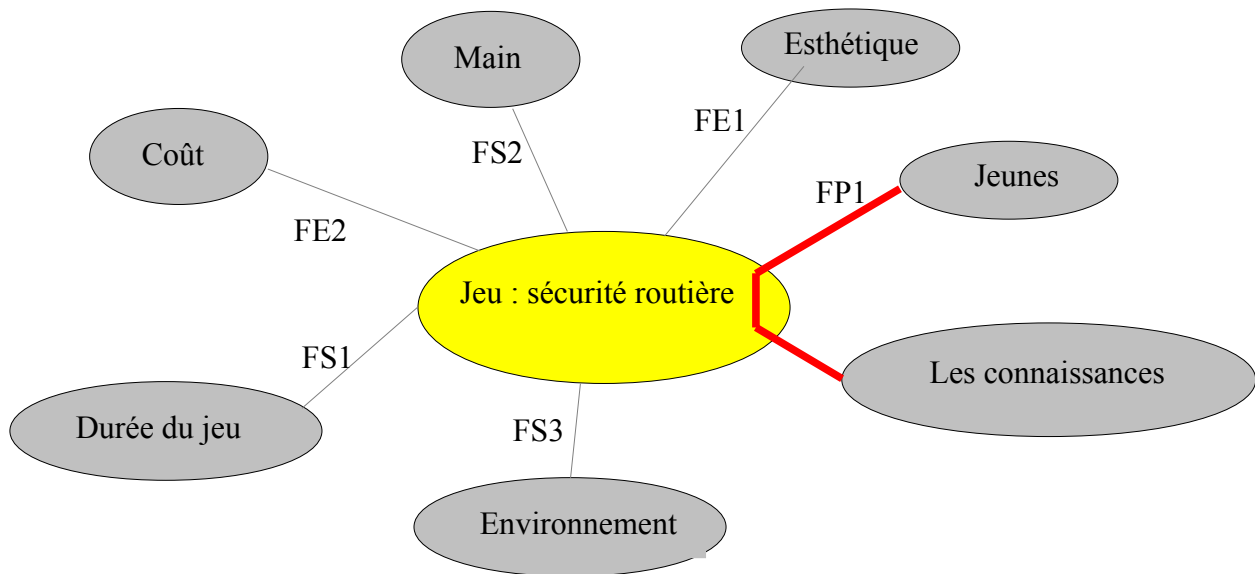 Esthétique
Main
FE1
Coût
FS2
Jeunes
FP1
FE2
Jeu : sécurité routière
FS1
Les connaissances
Durée du jeu
FS3
Environnement